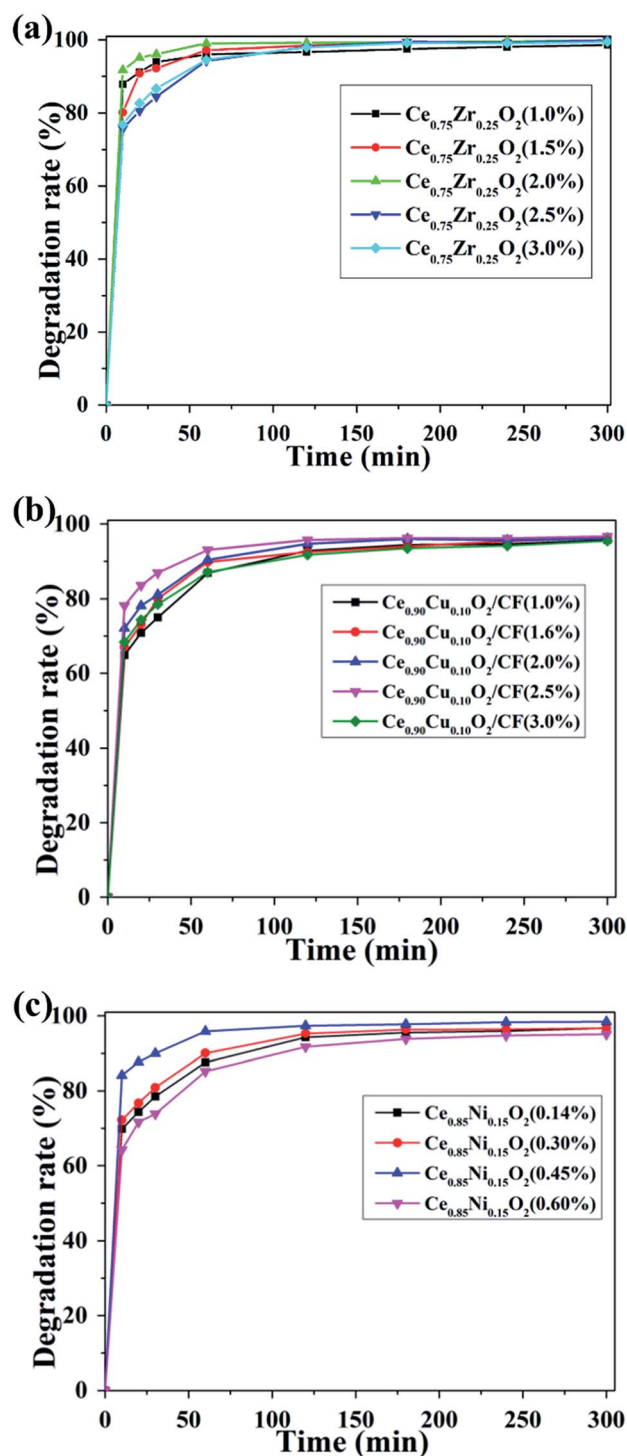 (a)
Degradation rate (%)
100
80
60
40
20
0
Ce0.75Zr0.25O2(1.0%)
Ce0.75Zr0.25O2(1.5%)
Ce0.75Zr0.25O2(2.0%)
Ce0.75Zr0.25O2(2.5%)
Ce0.75Zr0.25O2(3.0%)
0 50 100 150 200 250 300
Time (min)
(b)
Degradation rate (%)
100
80
60
40
20
0
Ce0.90Cu0.10O2/CF(1.0%)
Ce0.90Cu0.10O2/CF(1.6%)
Ce0.90Cu0.10O2/CF(2.0%)
Ce0.90Cu0.10O2/CF(2.5%)
Ce0.90Cu0.10O2/CF(3.0%)
0 50 100 150 200 250 300
Time (min)
(c)
Degradation rate (%)
100
80
60
40
20
0
Ce0.85Ni0.15O2(0.14%)
Ce0.85Ni0.15O2(0.30%)
Ce0.85Ni0.15O2(0.45%)
Ce0.85Ni0.15O2(0.60%)
0 50 100 150 200 250 300
Time (min)